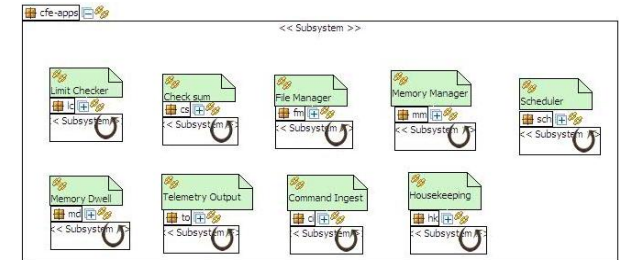 cfe-apps
<< Subsystem >>
Limit Checker
lc
<< Subsystem >>
Check sum
cs
<< Subsystem >>
File Manager
fm
<< Subsystem >>
Memory Manager
mm
<< Subsystem >>
Scheduler
sch
<< Subsystem >>
Memory Dwell
md
<< Subsystem >>
Telemetry Output
to
<< Subsystem >>
Command Ingest
ci
<< Subsystem >>
Housekeeping
hk
<< Subsystem >>